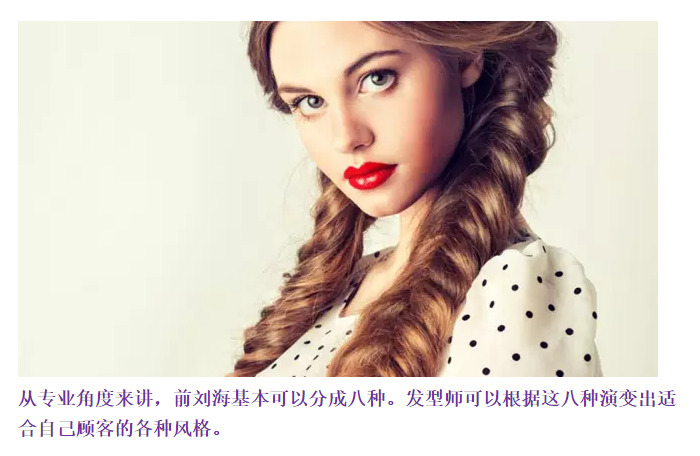 从专业角度来讲，前刘海基本可以分成八种。发型师可以根据这八种演变出适
合自己顾客的各种风格。